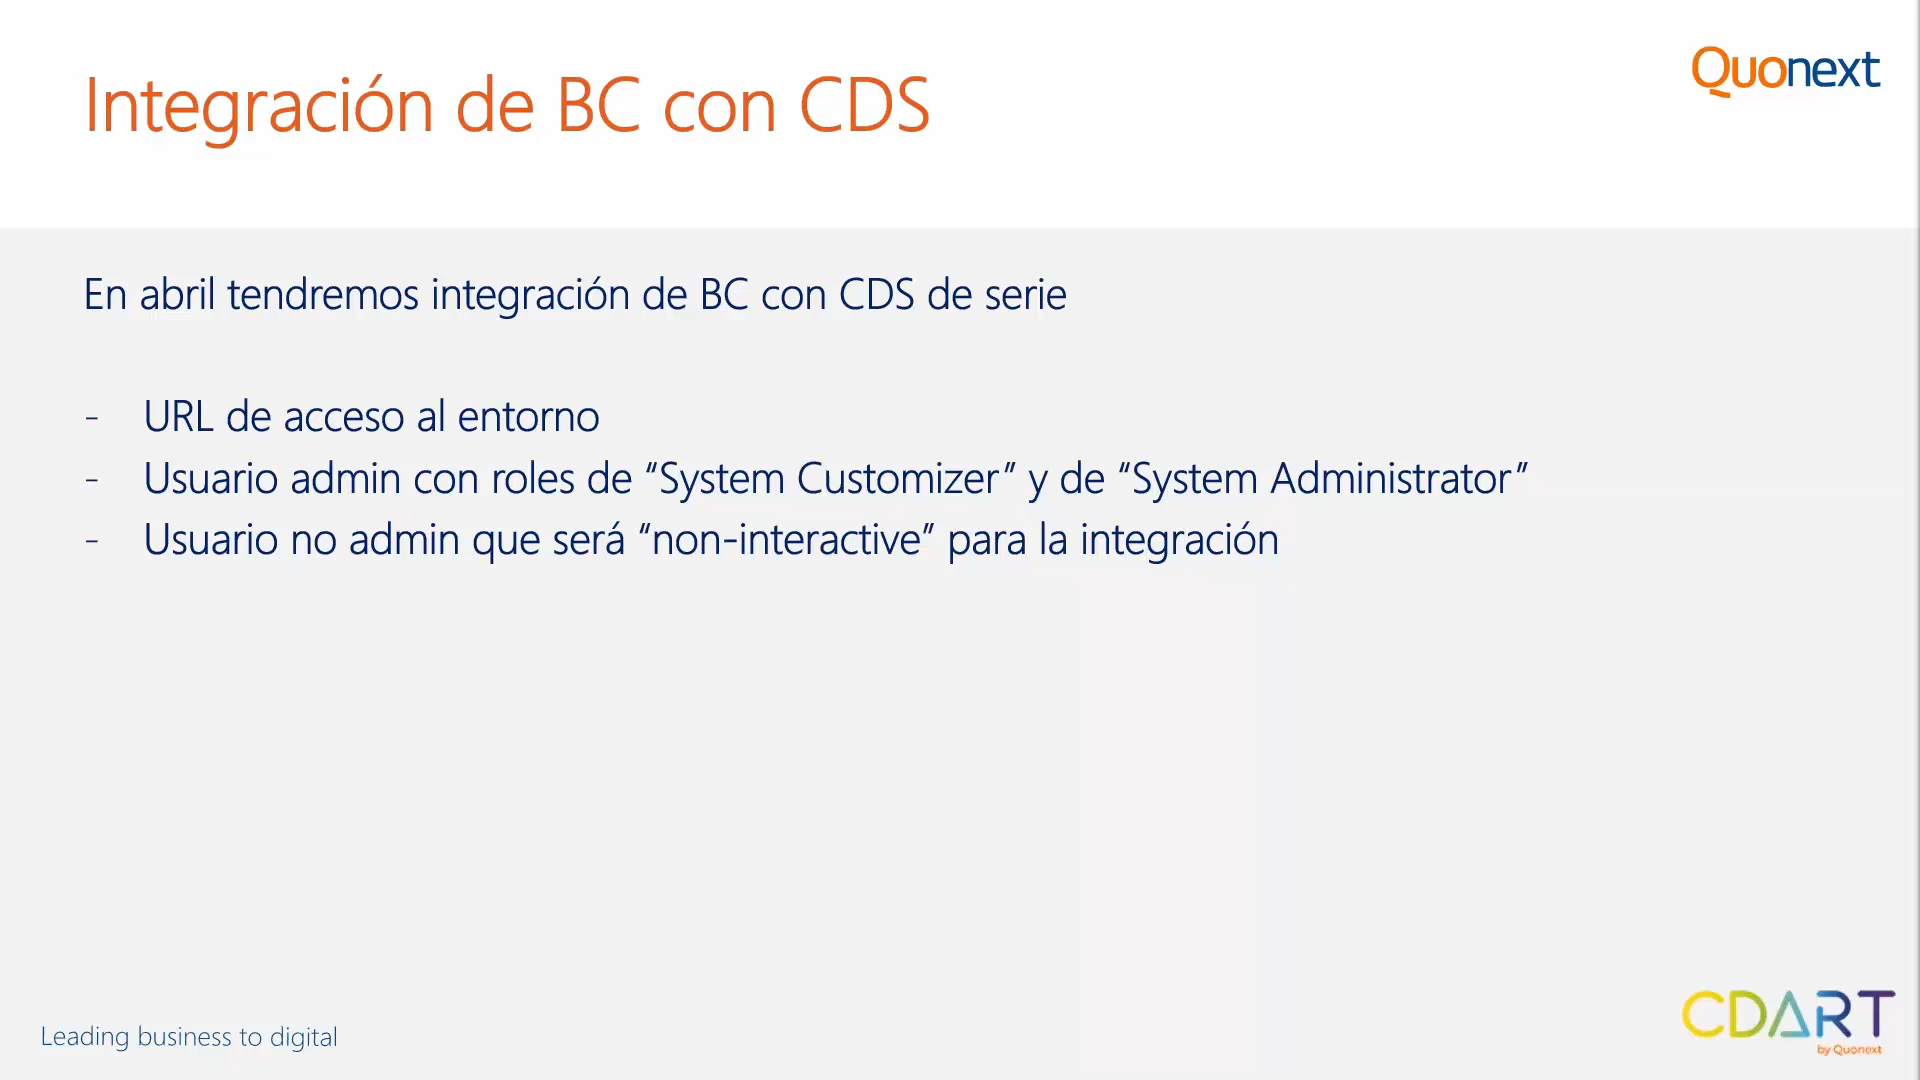 Integración de BC con CDS
Quonext
En abril tendremos integración de BC con CDS de serie
- URL de acceso al entorno
- Usuario admin con roles de “System Customizer” y de “System Administrator”
- Usuario no admin que será “non-interactive” para la integración
Leading business to digital
CDART
by Quonext